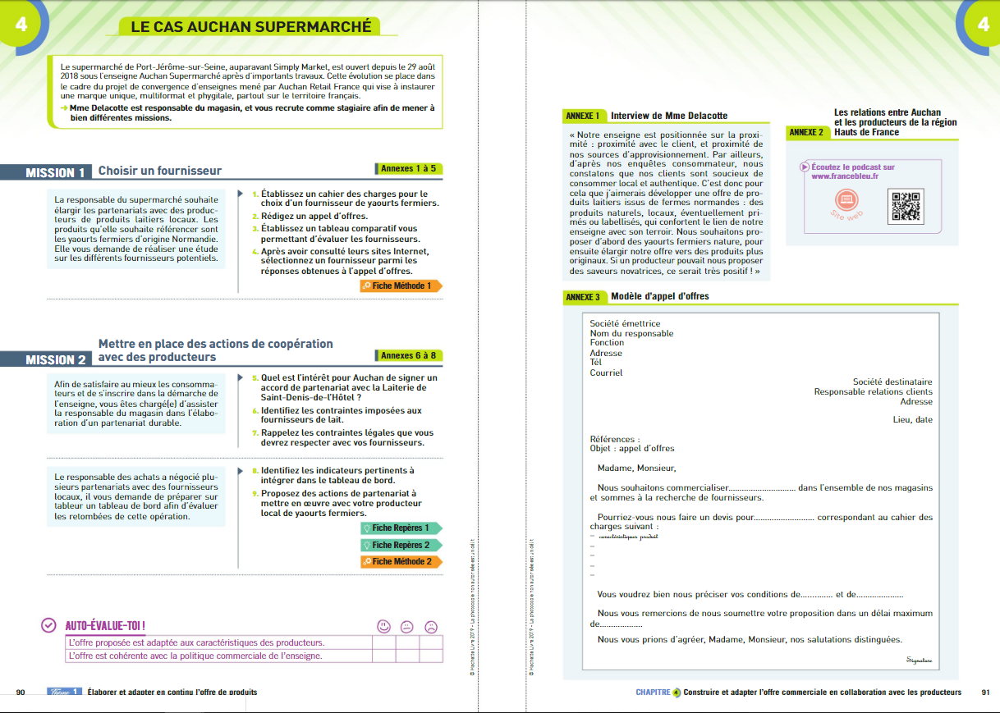 4
LE CAS AUCHAN SUPERMARCHÉ
Le supermarché de Port-Jérôme-sur-Seine, auparavant Simply Market, est ouvert depuis le 29 août
2018 sous l'enseigne Auchan Supermarché après d'importants travaux. Cette évolution se place dans
le cadre du projet de convergence d'enseignes mené par Auchan Retail France qui vise à instaurer
une marque unique, multiformat et phygitale, partout sur le territoire français.
➜ Mme Delacotte est responsable du magasin, et vous recrute comme stagiaire afin de mener à
bien différentes missions.
MISSION 1 Choisir un fournisseur Annexes 1 à 5
La responsable du supermarché souhaite
élargir les partenariats avec des produc-
teurs de produits laitiers locaux. Les
produits qu'elle souhaite référencer sont
les yaourts fermiers d'origine Normandie.
Elle vous demande de réaliser une étude
sur les différents fournisseurs potentiels.
1. Établissez un cahier des charges pour le
choix d'un fournisseur de yaourts fermiers.
2. Rédigez un appel d'offres.
3. Établissez un tableau comparatif vous
permettant d'évaluer les fournisseurs.
4. Après avoir consulté leurs sites Internet,
sélectionnez un fournisseur parmi les
réponses obtenues à l'appel d'offres.
Fiche Méthode 1
MISSION 2 Mettre en place des actions de coopération
avec des producteurs Annexes 6 à 8
Afin de satisfaire au mieux les consomma-
teurs et de s'inscrire dans la démarche de
l'enseigne, vous êtes chargé(e) d'assister
la responsable du magasin dans l'élabo-
ration d'un partenariat durable.
5. Quel est l'intérêt pour Auchan de signer un
accord de partenariat avec la Laiterie de
Saint-Denis-de-l'Hôtel ?
6. Identifiez les contraintes imposées aux
fournisseurs de lait.
7. Rappelez les contraintes légales que vous
devrez respecter avec vos fournisseurs.
Le responsable des achats a négocié plu-
sieurs partenariats avec des fournisseurs
locaux, il vous demande de préparer sur
tableur un tableau de bord afin d'évaluer
les retombées de cette opération.
8. Identifiez les indicateurs pertinents à
intégrer dans le tableau de bord.
9. Proposez des actions de partenariat à
mettre en œuvre avec votre producteur
local de yaourts fermiers.
Fiche Repères 1
Fiche Repères 2
Fiche Méthode 2
AUTO-ÉVALUE-TOI !
L'offre proposée est adaptée aux caractéristiques des producteurs.
L'offre est cohérente avec la politique commerciale de l'enseigne.
© Hachette Livre 2019 - La photocopie non autorisée est un délit
90 Thème 1 Élaborer et adapter en continu l'offre de produits
4
ANNEXE 1 Interview de Mme Delacotte
« Notre enseigne est positionnée sur la proxi-
mité : proximité avec le client, et proximité de
nos sources d'approvisionnement. Par ailleurs,
d'après nos enquêtes consommateur, nous
constatons que nos clients sont soucieux de
consommer local et authentique. C'est donc pour
cela que j'aimerais développer une offre de pro-
duits laitiers issus de fermes normandes : des
produits naturels, locaux, éventuellement pri-
més ou labellisés, qui confortent le lien de notre
enseigne avec son terroir. Nous souhaitons pro-
poser d'abord des yaourts fermiers nature, pour
ensuite élargir notre offre vers des produits plus
originaux. Si un producteur pouvait nous proposer
des saveurs novatrices, ce serait très positif ! »
ANNEXE 2 Les relations entre Auchan
et les producteurs de la région
Hauts de France
Écoutez le podcast sur
www.francebleu.fr
Site web
ANNEXE 3 Modèle d'appel d'offres
Société émettrice
Nom du responsable
Fonction
Adresse
Tél
Courriel
Société destinataire
Responsable relations clients
Adresse
Lieu, date
Références :
Objet : appel d'offres
Madame, Monsieur,
Nous souhaitons commercialiser............................ dans l'ensemble de nos magasins
et sommes à la recherche de fournisseurs.
Pourriez-vous nous faire un devis pour......................... correspondant au cahier des
charges suivant :
– caractéristiques produit
–
–
–
–
Vous voudrez bien nous préciser vos conditions de............. et de....................
Nous vous remercions de nous soumettre votre proposition dans un délai maximum
de..................
Nous vous prions d'agréer, Madame, Monsieur, nos salutations distinguées.
Signature
© Hachette Livre 2019 - La photocopie non autorisée est un délit
CHAPITRE 4 Construire et adapter l'offre commerciale en collaboration avec les producteurs 91